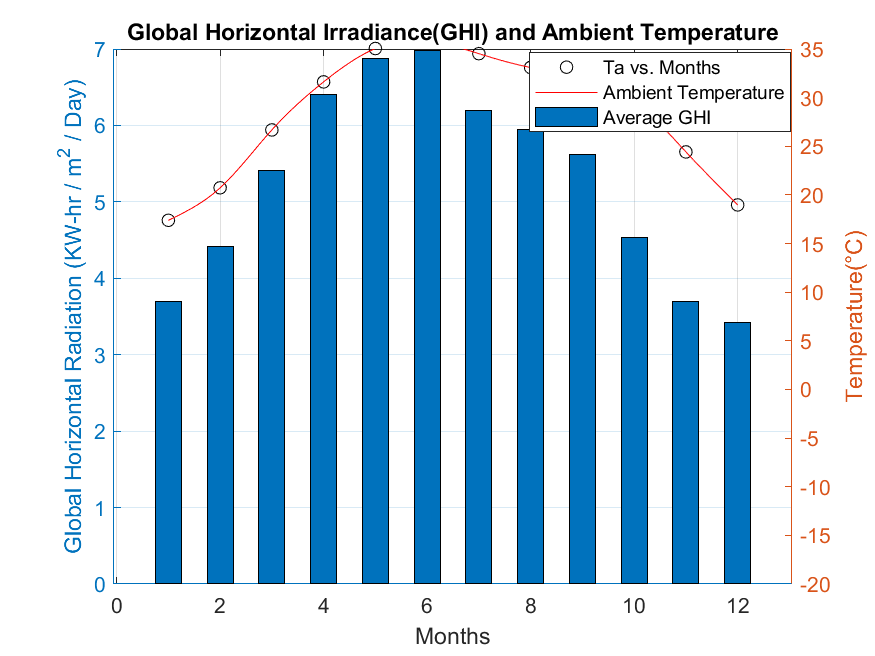 Global Horizontal Irradiance(GHI) and Ambient Temperature
Global Horizontal Radiation (KW-hr / m² / Day)
7
6
5
4
3
2
1
0
Ta vs. Months
Ambient Temperature
Average GHI
35
30
25
20
15
10
5
0
-5
-10
-15
-20
Temperature(°C)
0 2 4 6 8 10 12
Months